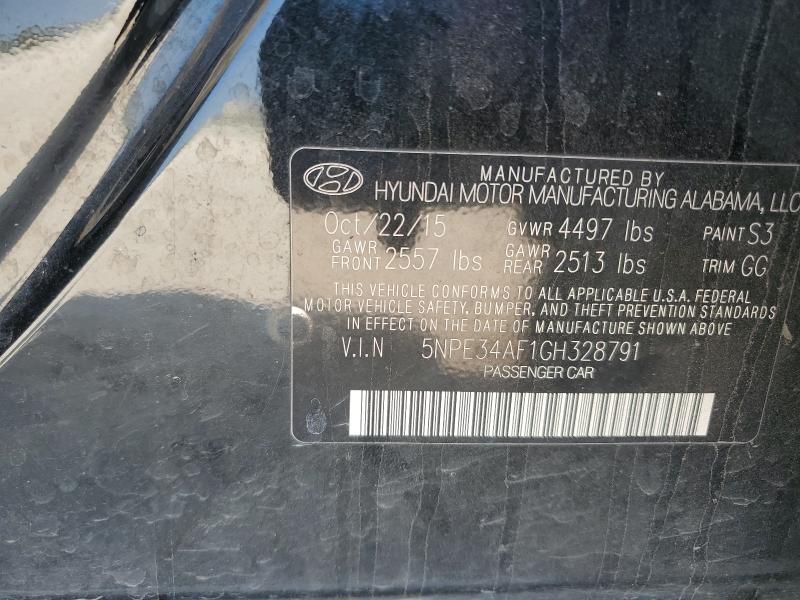 MANUFACTURED BY
HYUNDAI MOTOR MANUFACTURING ALABAMA, LLC
Oct/22/15 GVWR 4497 lbs PAINT S3
GAWR FRONT 2557 lbs GAWR REAR 2513 lbs TRIM GG
THIS VEHICLE CONFORMS TO ALL APPLICABLE U.S.A. FEDERAL
MOTOR VEHICLE SAFETY, BUMPER, AND THEFT PREVENTION STANDARDS
IN EFFECT ON THE DATE OF MANUFACTURE SHOWN ABOVE
V.I.N 5NPE34AF1GH328791
PASSENGER CAR